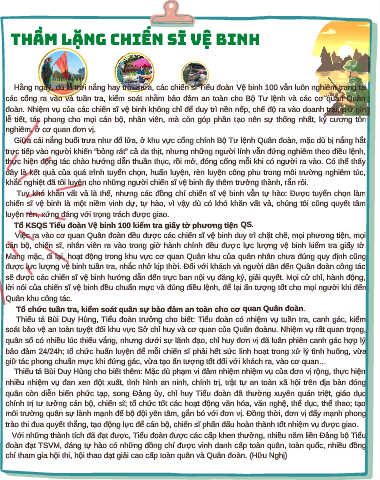 THẦM LẶNG CHIẾN SĨ VỆ BINH
Hằng ngày, dù là trời nắng hay trời mưa, các chiến sĩ Tiểu đoàn Vệ binh 100 vẫn luôn nghiêm trang tại
các cổng ra vào và tuần tra, kiểm soát nhằm bảo đảm an toàn cho Bộ Tư lệnh và các cơ quan Quân
đoàn. Nhiệm vụ của các chiến sĩ vệ binh không chỉ để duy trì nền nếp, chế độ ra vào doanh trại, giữ gìn
lễ tiết, tác phong cho mọi cán bộ, nhân viên, mà còn góp phần tạo nên sự thống nhất, kỷ cương tôn
nghiêm ở cơ quan đơn vị.
Giữa cái nắng buổi trưa như đổ lửa, ở khu vực cổng chính Bộ Tư lệnh Quân đoàn, mặc dù bị nắng hắt
trực tiếp vào người khiến "bỏng rát" cả da thịt, nhưng những người lính vẫn đứng nghiêm theo điều lệnh,
thực hiện động tác chào hướng dẫn thuần thục, rồi mở, đóng cổng mỗi khi có người ra vào. Có thể thấy
đây là kết quả của quá trình tuyển chọn, huấn luyện, rèn luyện công phu trong môi trường nghiêm túc,
khắc nghiệt đã tôi luyện cho những người chiến sĩ vệ binh ấy thêm trưởng thành, rắn rỏi.
Tuy khó khăn vất vả là thế, nhưng các đồng chí chiến sĩ vệ binh vẫn tự hào: Được tuyển chọn làm
chiến sĩ vệ binh là một niềm vinh dự, tự hào, vì vậy dù có khó khăn vất vả, chúng tôi cũng quyết tâm
luyện rèn xứng đáng với trọng trách được giao.
Tổ KSQS Tiểu đoàn Vệ binh 100 kiểm tra giấy tờ phương tiện QS.
Việc ra vào cơ quan Quân đoàn đều được các chiến sĩ vệ binh duy trì chặt chẽ, mọi phương tiện, mọi
cán bộ, chiến sĩ, nhân viên ra vào trong giờ hành chính đều được lực lượng vệ binh kiểm tra giấy tờ.
Mang mặc, đi lại, hoạt động trong khu vực cơ quan Quân khu của quân nhân chưa đúng quy định cũng
được lực lượng vệ binh tuần tra, nhắc nhở kịp thời. Đối với khách và người dân đến Quân đoàn công tác
sẽ được các chiến sĩ vệ binh hướng dẫn đến trực ban nội vụ đăng ký, giải quyết. Mọi cử chỉ, hành động,
lời nói của chiến sĩ vệ binh đều chuẩn mực và đúng điều lệnh, để lại ấn tượng tốt cho mọi người khi đến
Quân khu công tác.
Tổ chức tuần tra, kiểm soát quân sự bảo đảm an toàn cho cơ quan Quân đoàn.
Thiếu tá Bùi Duy Hùng, Tiểu đoàn trưởng cho biết: Tiểu đoàn có nhiệm vụ tuần tra, canh gác, kiểm
soát bảo vệ an toàn tuyệt đối khu vực Sở chỉ huy và cơ quan của Quân đoànu. Nhiệm vụ rất quan trọng,
quân số có nhiều lúc thiếu vắng, nhưng dưới sự lãnh đạo, chỉ huy đơn vị đã luân phiên canh gác hợp lý
bảo đảm 24/24h; tổ chức huấn luyện để mỗi chiến sĩ phải hết sức linh hoạt trong xử lý tình huống, vừa
giữ tác phong chuẩn mực khi đứng gác, vừa tạo ấn tượng tốt đối với khách ra, vào cơ quan...
Thiếu tá Bùi Duy Hùng cho biết thêm: Mặc dù phạm vi đảm nhiệm nhiệm vụ của đơn vị rộng, thực hiện
nhiều nhiệm vụ đan xen đột xuất, tình hình an ninh, chính trị, trật tự an toàn xã hội trên địa bàn đóng
quân còn diễn biến phức tạp, song Đảng ủy, chỉ huy Tiểu đoàn đã thường xuyên quán triệt, giáo dục
chính trị tư tưởng cán bộ, chiến sĩ; tổ chức tốt các hoạt động văn hóa, văn nghệ, thể dục, thể thao; tạo
môi trường quân sự lành mạnh để bộ đội yên tâm, gắn bó với đơn vị. Đồng thời, đơn vị đẩy mạnh phong
trào thi đua quyết thắng, tạo động lực để cán bộ, chiến sĩ phấn đấu hoàn thành tốt nhiệm vụ được giao.
Với những thành tích đã đạt được, Tiểu đoàn được các cấp khen thưởng, nhiều năm liền Đảng bộ Tiểu
đoàn đạt TSVM, đáng tự hào có những đồng chí được vinh danh cấp toàn quân, toàn quốc, nhiều đồng
chí tham gia hội thi, hội thao đạt giải cao cấp toàn quân và Quân đoàn. (Hữu Nghị)